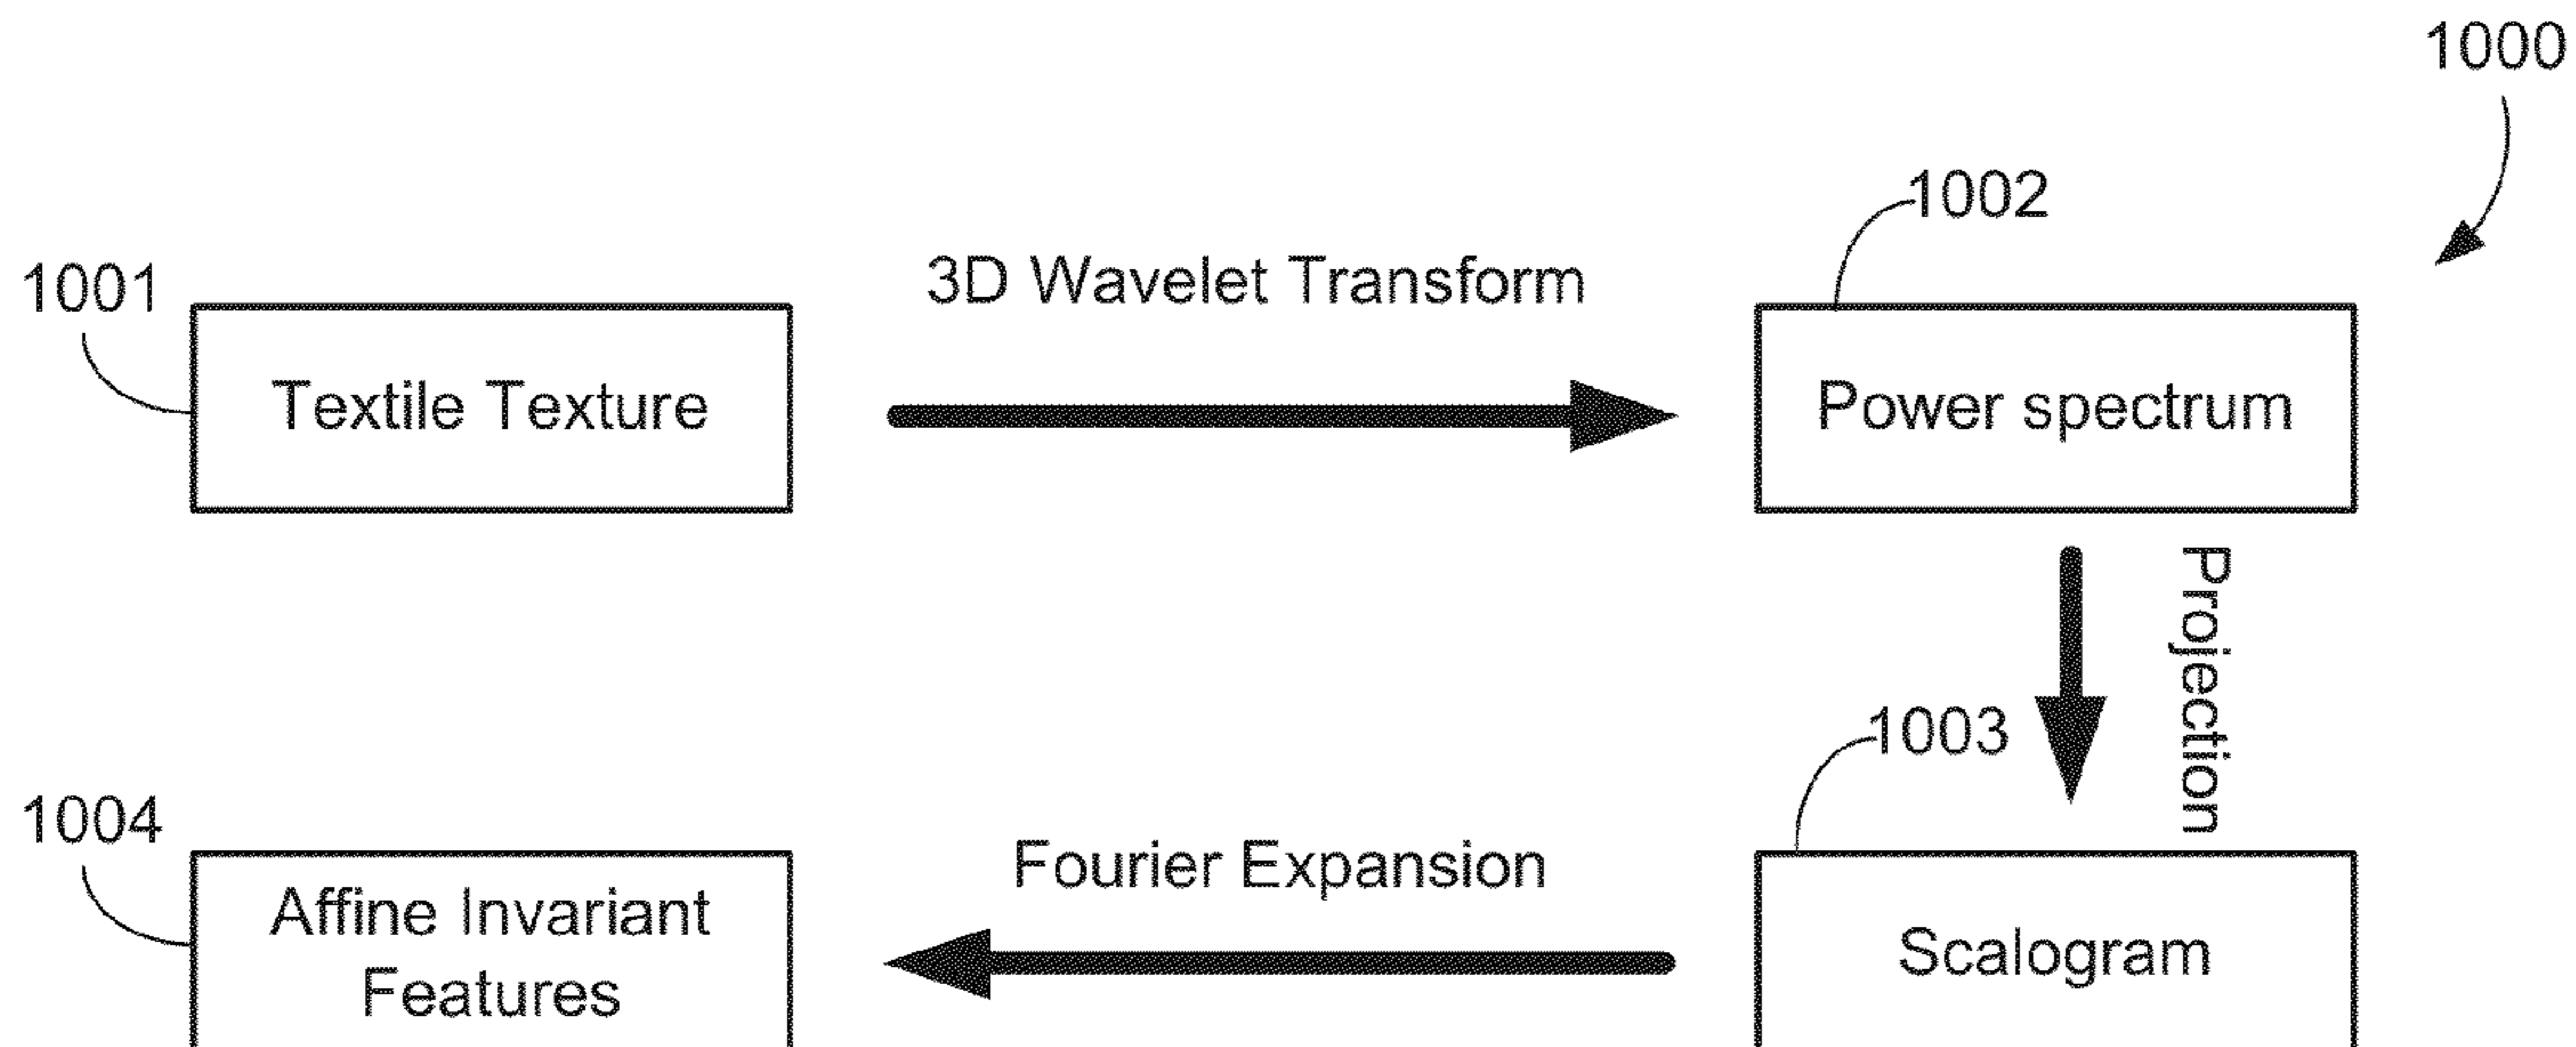 1000
1002
1001
3D Wavelet Transform
Textile Texture
Power spectrum
Projection
1003
1004
Fourier Expansion
Affine Invariant
Features
Scalogram